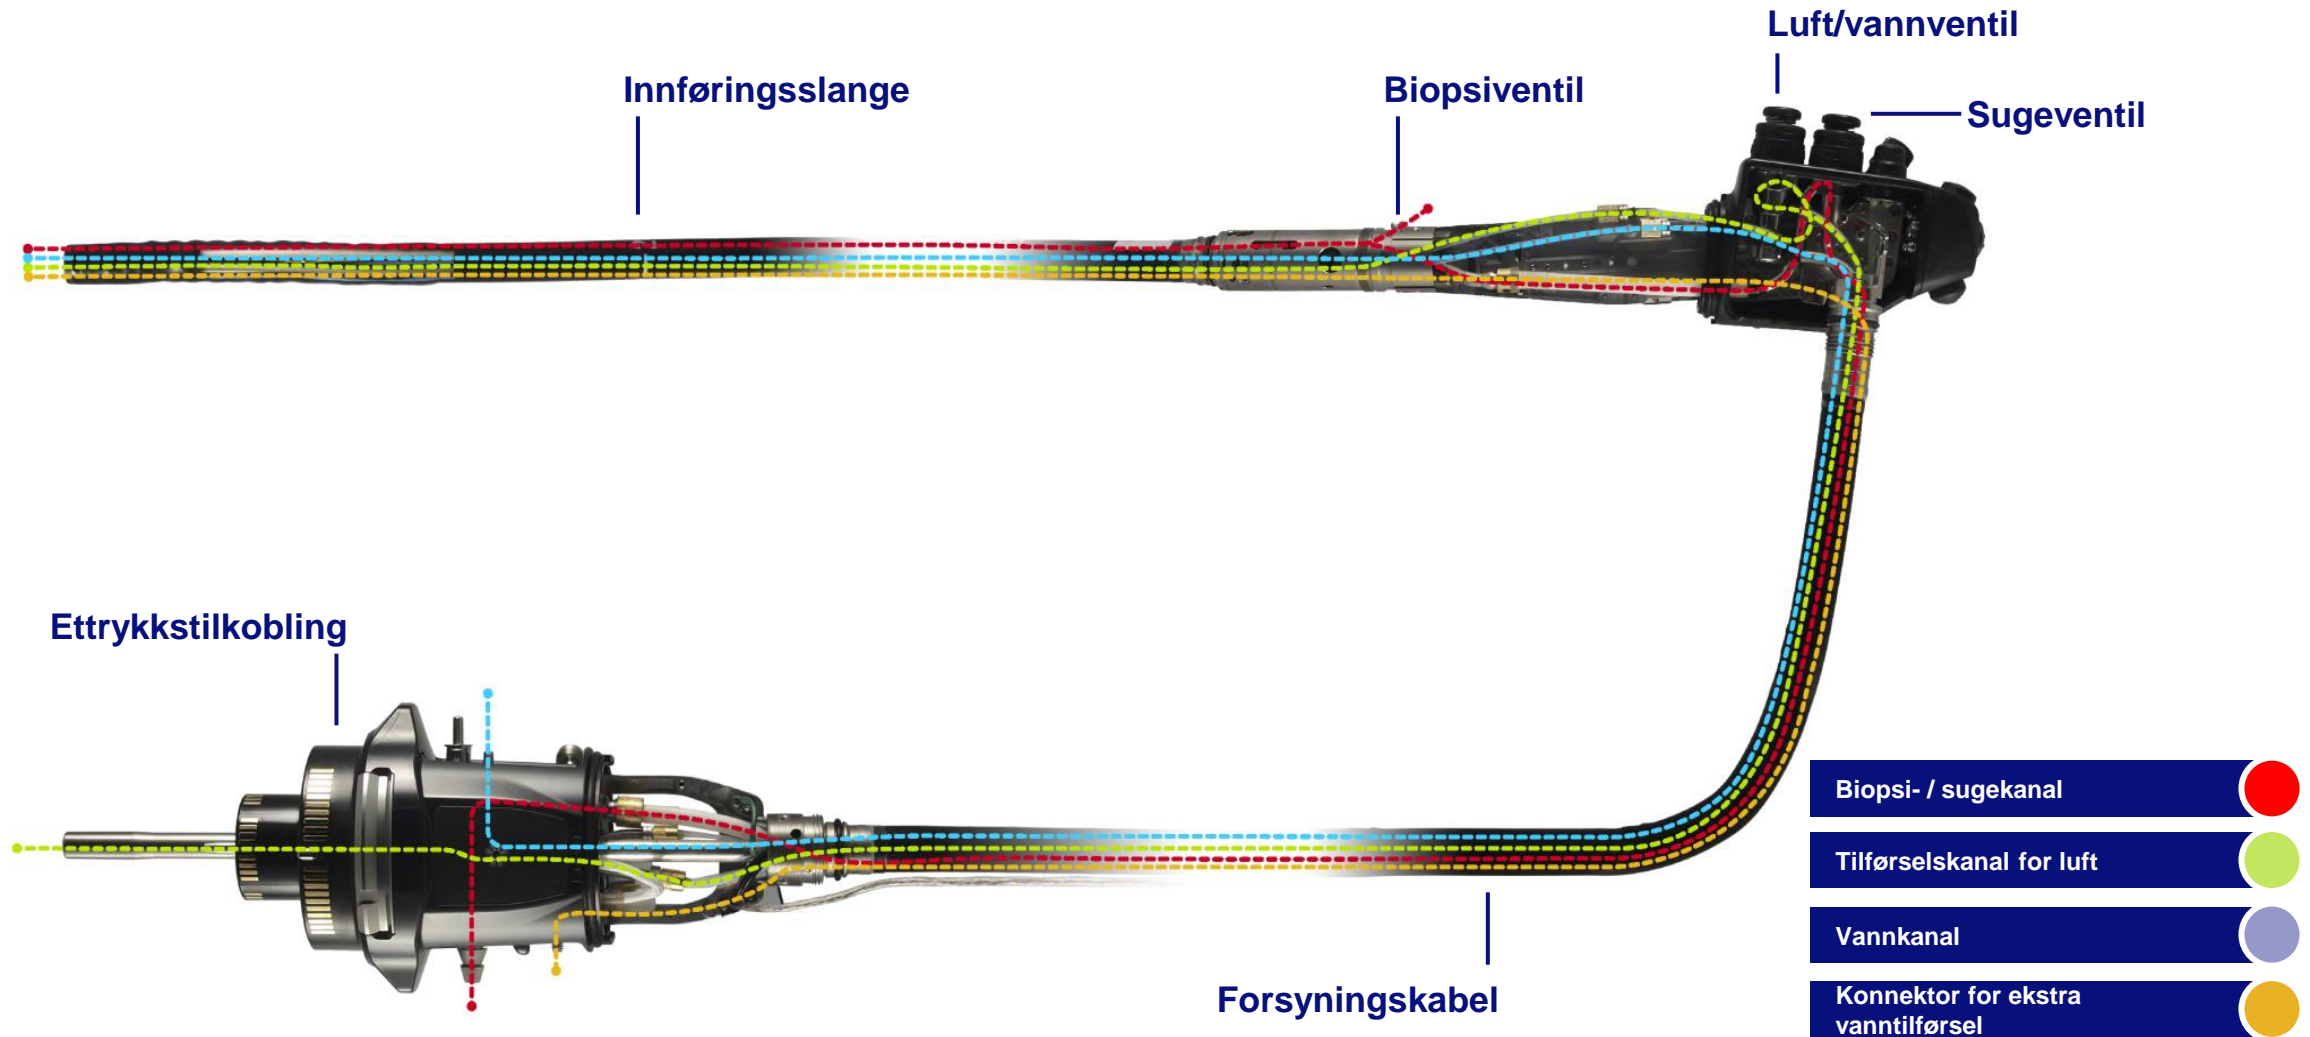 Luft/vannventil
Innføringsslange
Biopsiventil
Sugeventil
Ettrykkstilkobling
Forsyningskabel
Biopsi- / sugekanal
Tilførselskanal for luft
Vannkanal
Konnektor for ekstra
vanntilførsel